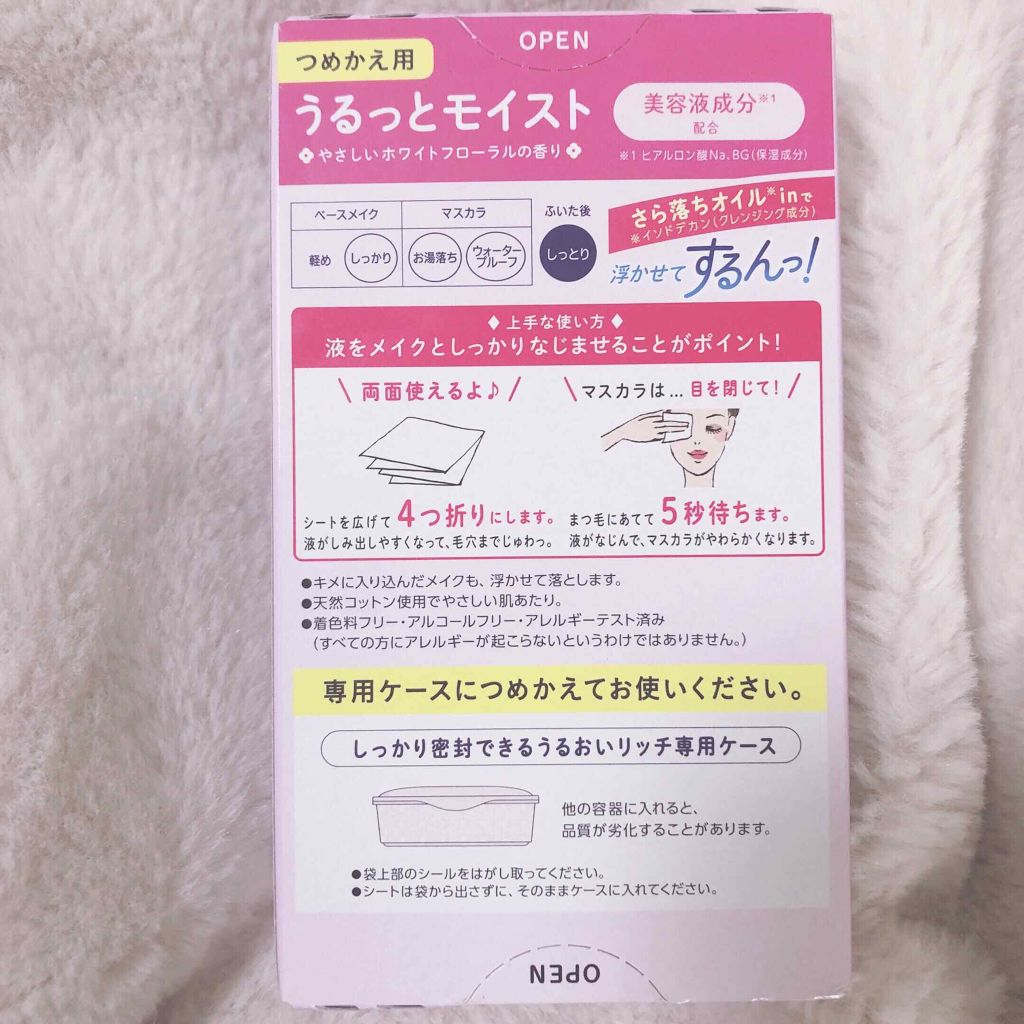 OPEN
つめかえ用
うるっとモイスト
やさしいホワイトフローラルの香り
美容液成分※1
配合
※1 ヒアルロン酸Na、BG(保湿成分)
ベースメイク マスカラ ふいた後
軽め しっかり お湯落ち ウォータープルーフ しっとり
さら落ちオイル※inで
※イソドデカン(クレンジング成分)
浮かせてするんっ!
♦上手な使い方♦
液をメイクとしっかりなじませることがポイント!
\ 両面使えるよ♪ /
シートを広げて4つ折りにします。
液がしみ出しやすくなって、毛穴までじゅわっ。
\ マスカラは…目を閉じて! /
まつ毛にあてて5秒待ちます。
液がなじんで、マスカラがやわらかくなります。
●キメに入り込んだメイクも、浮かせて落とします。
●天然コットン使用でやさしい肌あたり。
●着色料フリー・アルコールフリー・アレルギーテスト済み
(すべての方にアレルギーが起こらないというわけではありません。)
専用ケースにつめかえてお使いください。
しっかり密封できるうるおいリッチ専用ケース
他の容器に入れると、
品質が劣化することがあります。
●袋上部のシールをはがし取ってください。
●シートは袋から出さずに、そのままケースに入れてください。
OPEN